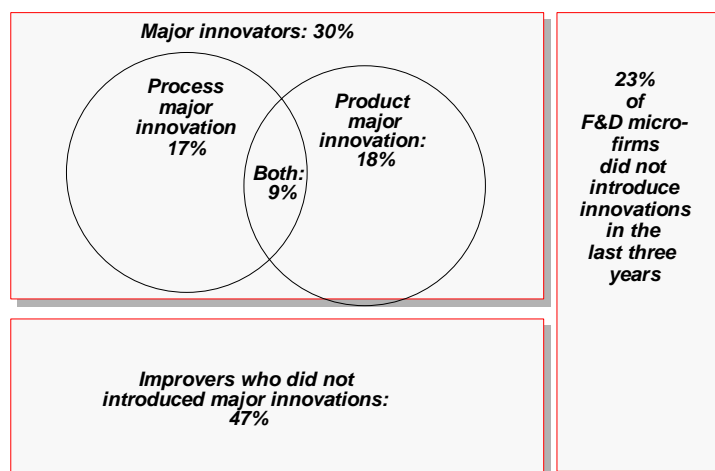 Major innovators: 30%
Process
major
innovation
17%
Both:
9%
Product
major
innovation:
18%
23%
of
F&D micro-
firms
did not
introduce
innovations
in the
last three
years
Improvers who did not
introduced major innovations:
47%